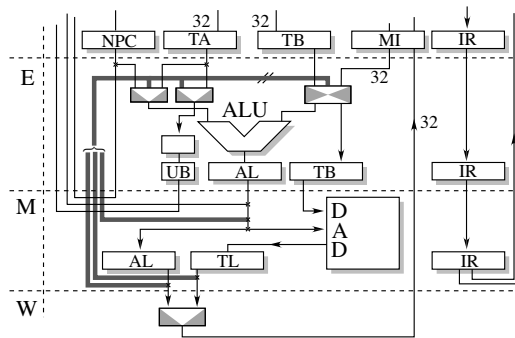 32 32
NPC TA TB MI IR
E 32
ALU 32
UB AL TB IR
M D
A
D
AL TL IR
W